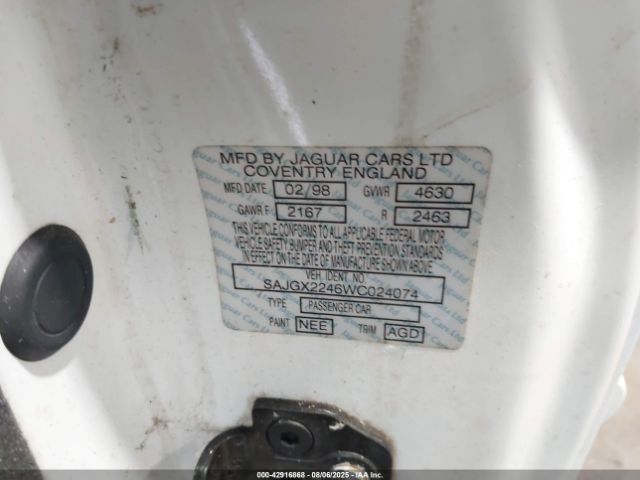 MFD BY JAGUAR CARS LTD
COVENTRY ENGLAND
MFD DATE 02/98 GVWR 4630
GAWR F 2167 R 2463
THIS VEHICLE CONFORMS TO ALL APPLICABLE FEDERAL MOTOR
VEHICLE SAFETY BUMPER AND THEFT PREVENTION STANDARDS
IN EFFECT ON THE DATE OF MANUFACTURE SHOWN ABOVE
VEH. IDENT NO.
SAJGX2246WC024074
TYPE PASSENGER CAR
PAINT NEE TRIM AGD
000-42916868 08/06/2025 - IAAI Public